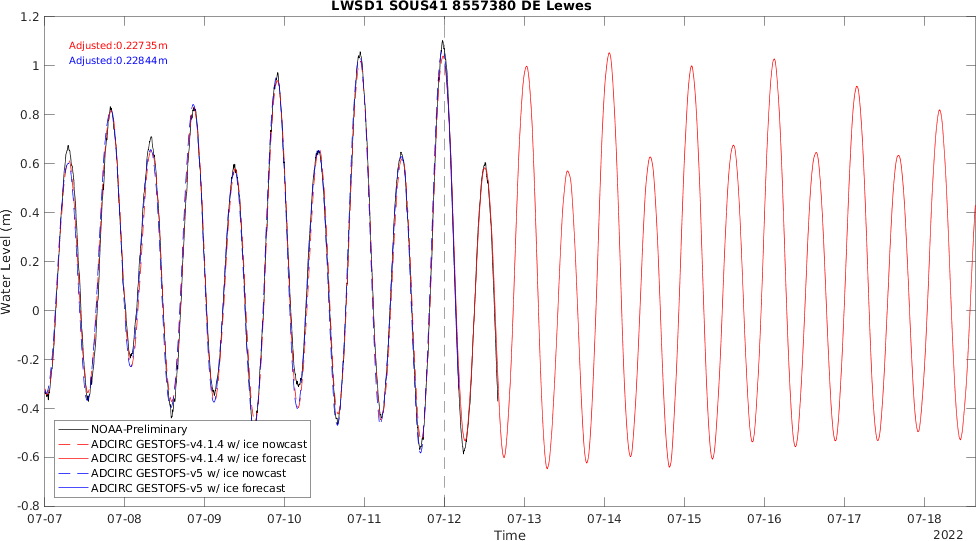 LWSD1 SOUS41 8557380 DE Lewes
Adjusted:0.22735m
Adjusted:0.22844m
1.2
1
0.8
0.6
0.4
0.2
0
-0.2
-0.4
-0.6
-0.8
Water Level (m)
NOAA-Preliminary
ADCIRC GESTOFS-v4.1.4 w/ ice nowcast
ADCIRC GESTOFS-v4.1.4 w/ ice forecast
ADCIRC GESTOFS-v5 w/ ice nowcast
ADCIRC GESTOFS-v5 w/ ice forecast
07-07 07-08 07-09 07-10 07-11 07-12 07-13 07-14 07-15 07-16 07-17 07-18
Time
2022